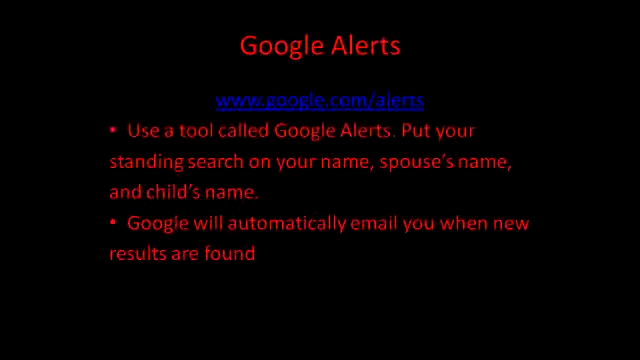 Google Alerts
www.google.com/alerts
• Use a tool called Google Alerts. Put your
standing search on your name, spouse’s name,
and child’s name.
• Google will automatically email you when new
results are found